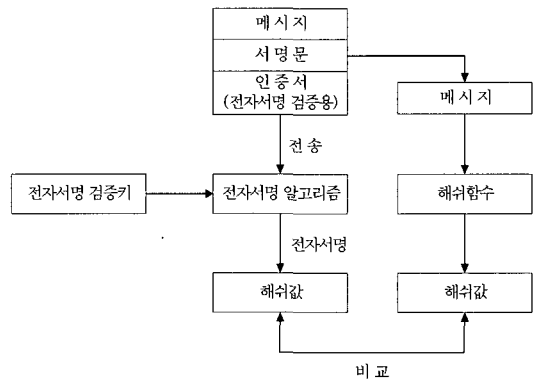 메 시 지
서 명 문
인 증 서
(전자서명 검증용)
메 시 지
전 송
전자서명 검증키
전자서명 알고리즘
해쉬함수
전자서명
해쉬값
해쉬값
비 교